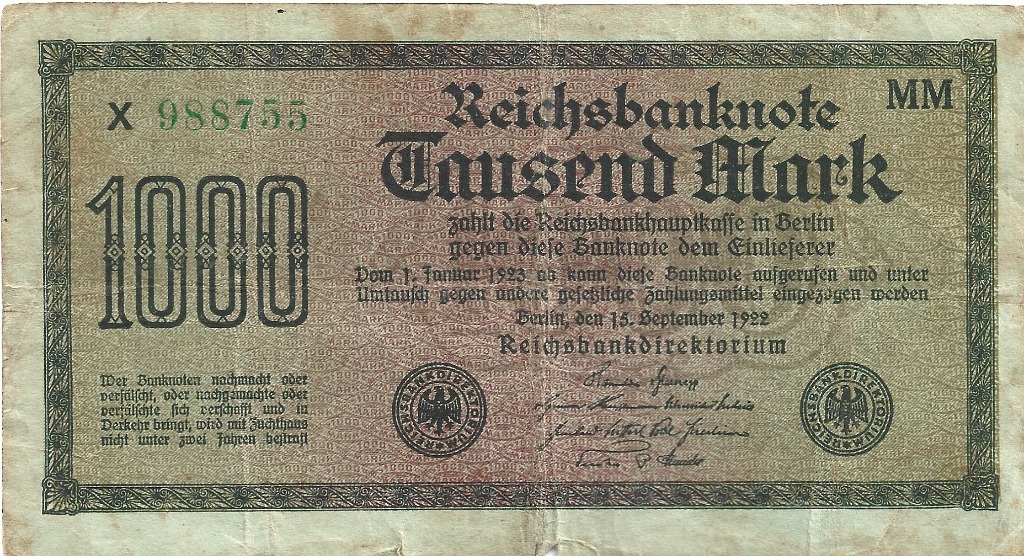 X 988755
MM
Reichsbanknote
Tausend Mark
1000
zahlt die Reichsbankhauptkasse in Berlin
gegen diese Banknote dem Einlieferer
Vom 1. Januar 1923 ab kann diese Banknote aufgerufen und unter
Umtausch gegen andere gesetzliche Zahlungsmittel eingezogen werden
Berlin, den 15. September 1922
Reichsbankdirektorium
Wer Banknoten nachmacht oder
verfälscht, oder nachgemachte oder
verfälschte sich verschafft und in
Verkehr bringt, wird mit Zuchthaus
nicht unter zwei Jahren bestraft
REICHSBANKDIREKTORIUM
REICHSBANKDIREKTORIUM